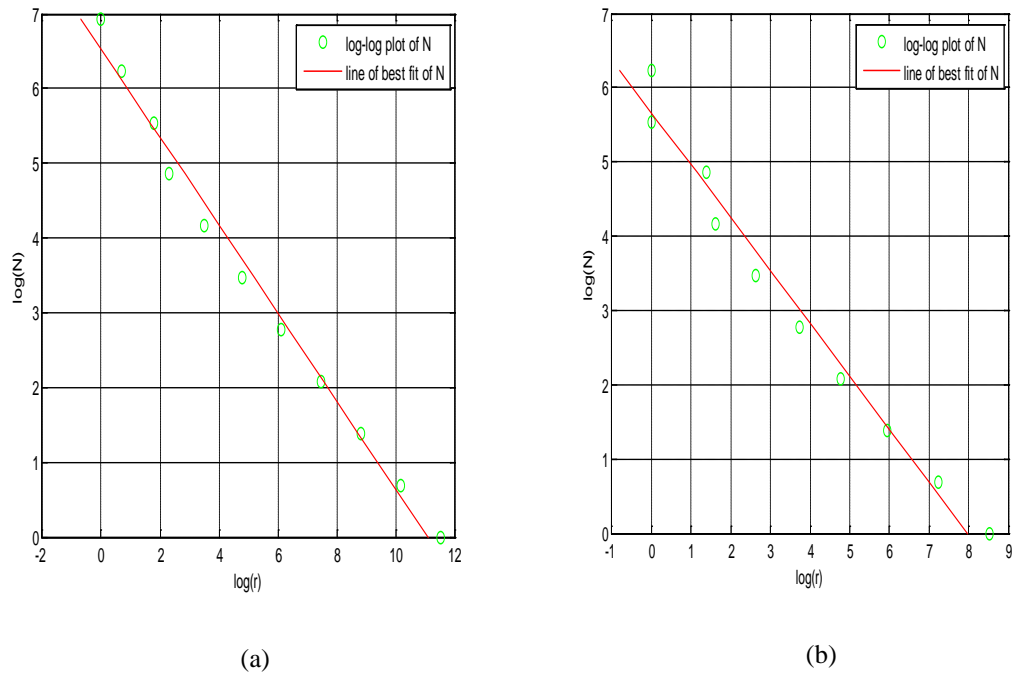 7
6
5
4
3
2
1
0
-2 0 2 4 6 8 10 12
log(N)
log(r)
log-log plot of N
line of best fit of N
(a)
7
6
5
4
3
2
1
0
-1 0 1 2 3 4 5 6 7 8 9
log(N)
log(r)
log-log plot of N
line of best fit of N
(b)